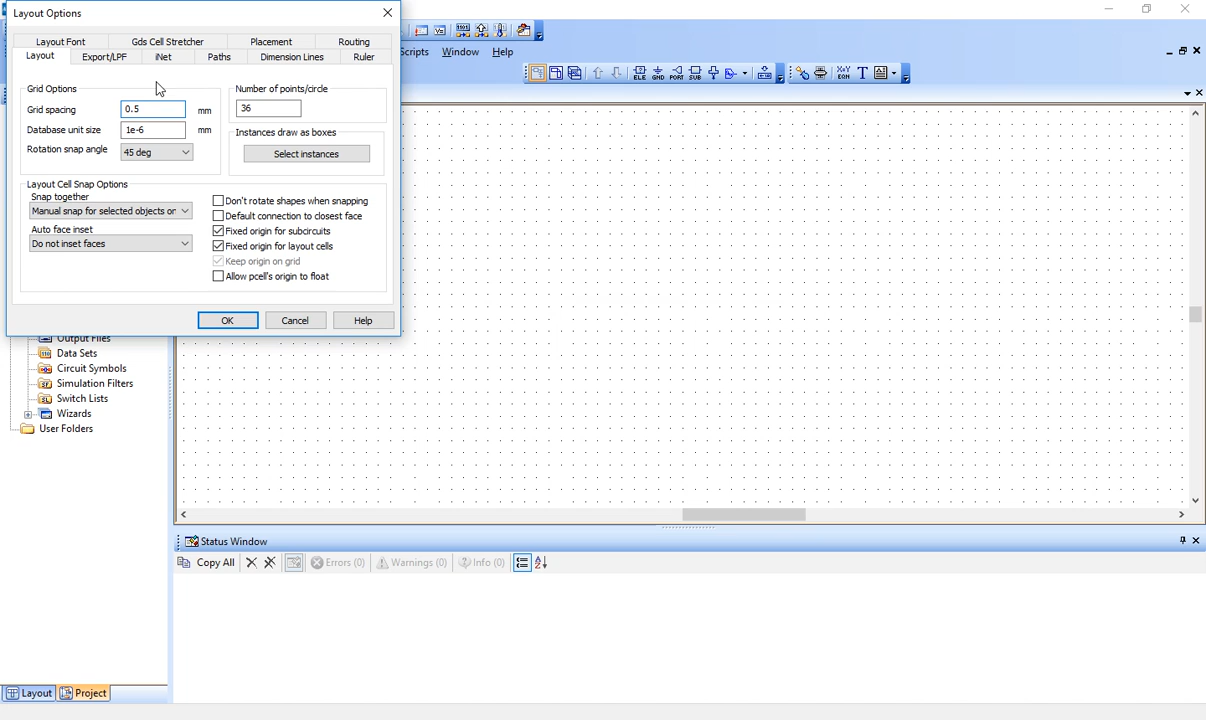 Layout Options
Layout Font Gds Cell Stretcher Placement Routing
Layout Export/LPF iNet Paths Dimension Lines Ruler
Grid Options
Grid spacing 0.5 mm
Database unit size 1e-6 mm
Rotation snap angle 45 deg
Number of points/circle
36
Instances draw as boxes
Select instances
Layout Cell Snap Options
Snap together
Manual snap for selected objects or
Auto face inset
Do not inset faces
Don't rotate shapes when snapping
Default connection to closest face
Fixed origin for subcircuits
Fixed origin for layout cells
Keep origin on grid
Allow pcell's origin to float
OK Cancel Help
cripts Window Help
ELE GND PORT SUB
X=Y
EQN
Output Files
Data Sets
Circuit Symbols
Simulation Filters
Switch Lists
Wizards
User Folders
Status Window
Copy All Errors (0) Warnings (0) Info (0)
Layout Project